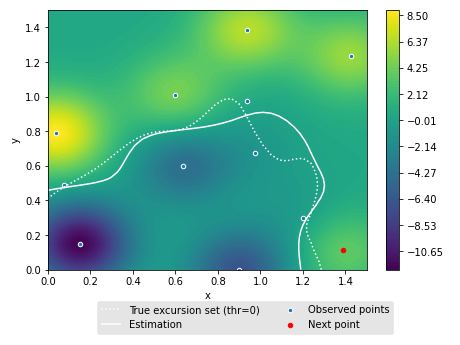 1.4
1.2
1.0
0.8
0.6
0.4
0.2
0.0
y
0.0 0.2 0.4 0.6 0.8 1.0 1.2 1.4
x
8.50
6.37
4.25
2.12
−0.01
−2.14
−4.27
−6.40
−8.53
−10.65
True excursion set (thr=0)
Estimation
Observed points
Next point